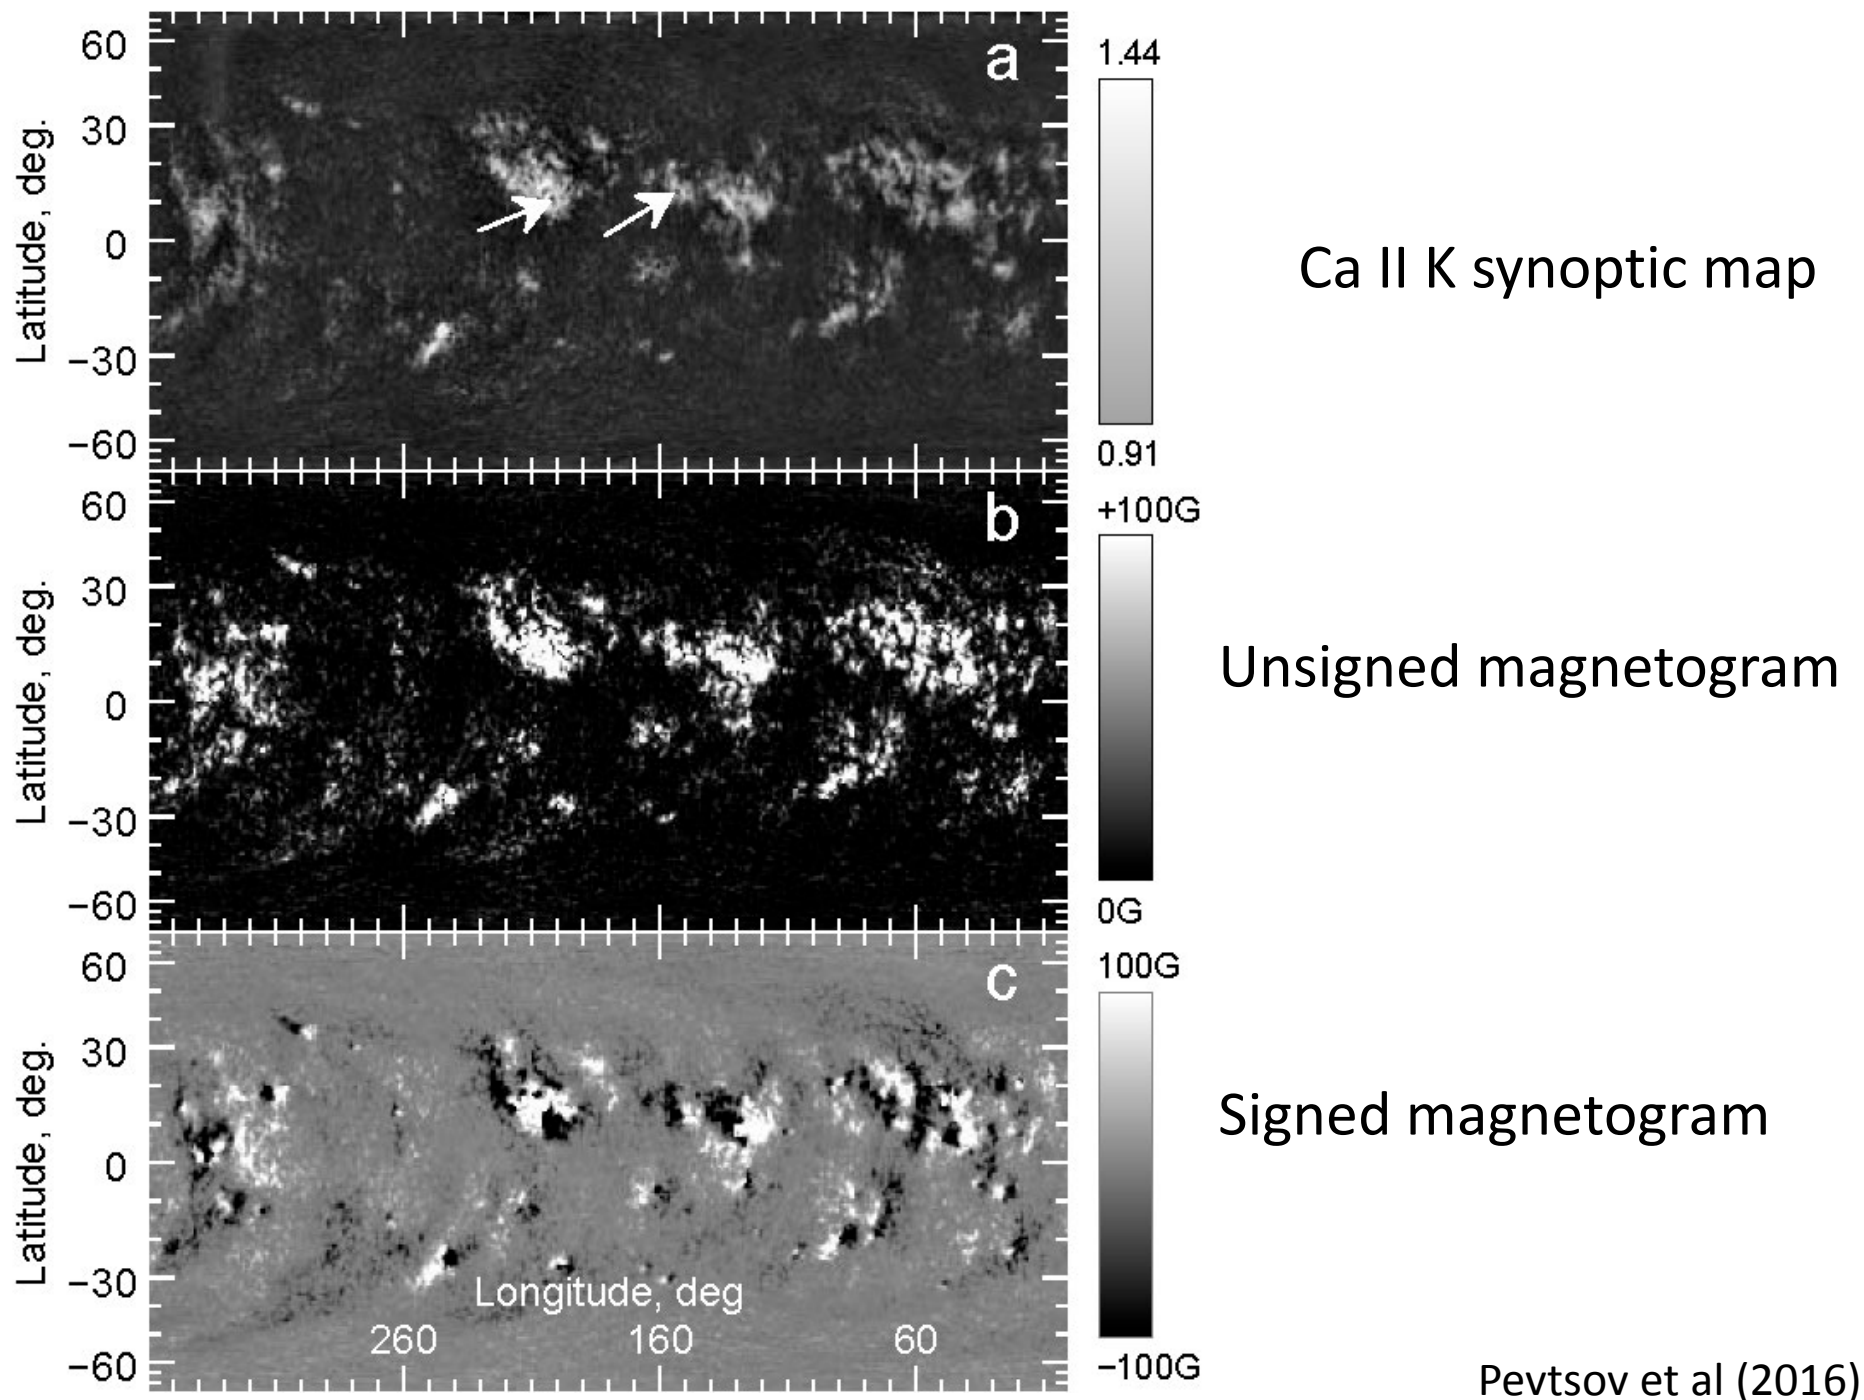 60
30
0
−30
−60
Latitude, deg.
a
1.44
0.91
Ca II K synoptic map
60
30
0
−30
−60
Latitude, deg.
b
+100G
0G
Unsigned magnetogram
60
30
0
−30
−60
Latitude, deg.
c
100G
−100G
Signed magnetogram
Longitude, deg
260 160 60
Pevtsov et al (2016)